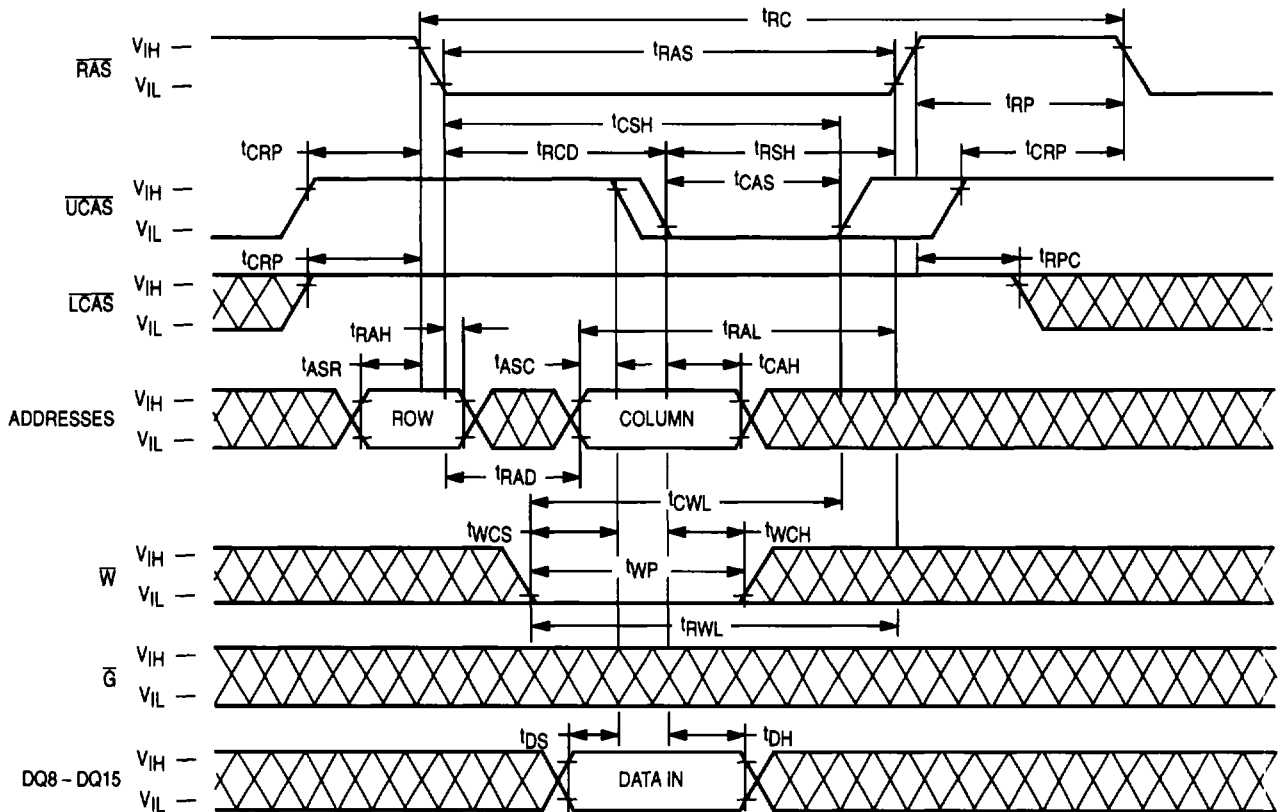 tRC
VIH
RAS
tRAS
VIL
tRP
tCSH
tCRP
tRCD
tRSH
tCRP
VIH
UCAS
tCAS
VIL
tCRP
tRPC
VIH
LCAS
VIL
tRAH
tRAL
tASR
tASC
tCAH
VIH
ADDRESSES
ROW
COLUMN
VIL
tRAD
tCWL
tWCS
tWCH
VIH
W
tWP
VIL
tRWL
VIH
G
VIL
tDS
tDH
VIH
DQ8 – DQ15
DATA IN
VIL